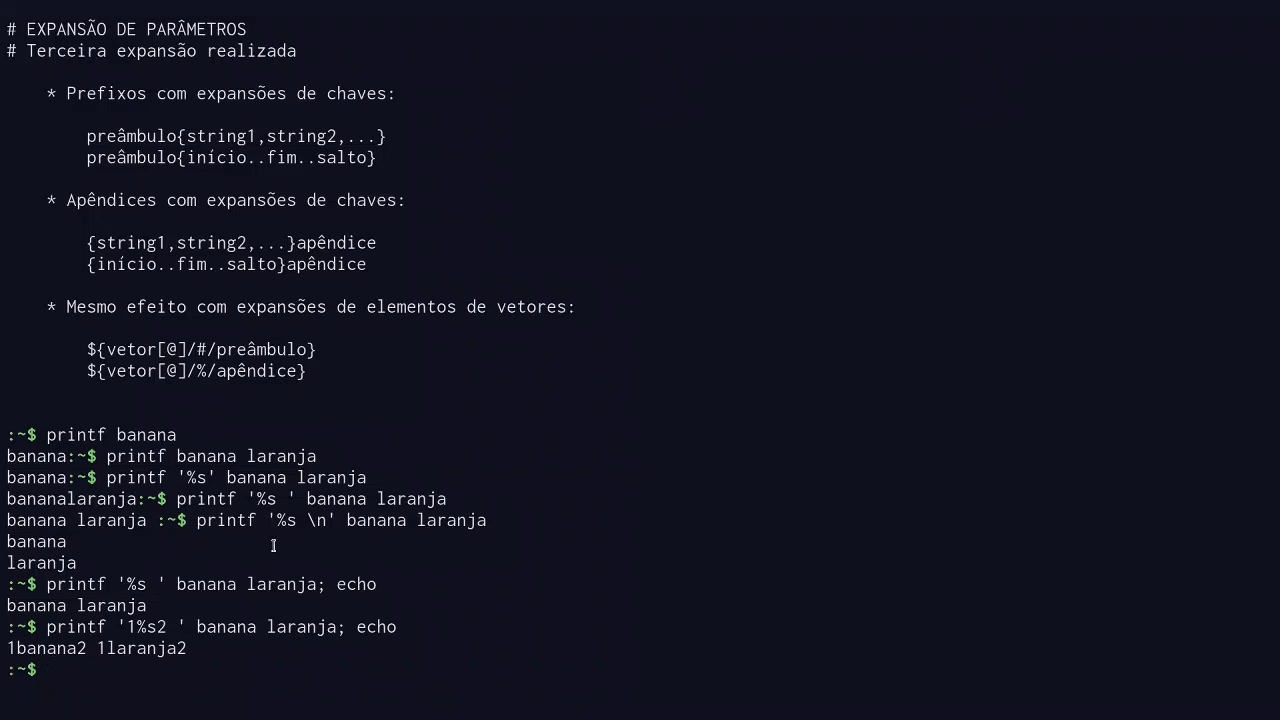 # EXPANSÃO DE PARÂMETROS
# Terceira expansão realizada
* Prefixos com expansões de chaves:
preâmbulo{string1,string2,...}
preâmbulo{início..fim..salto}
* Apêndices com expansões de chaves:
{string1,string2,...}apêndice
{início..fim..salto}apêndice
* Mesmo efeito com expansões de elementos de vetores:
${vetor[@]/#/preâmbulo}
${vetor[@]/%/apêndice}
:~$ printf banana
banana:~$ printf banana laranja
banana:~$ printf '%s' banana laranja
bananalaranja:~$ printf '%s ' banana laranja
banana laranja :~$ printf '%s \n' banana laranja
banana
laranja
:~$ printf '%s ' banana laranja; echo
banana laranja
:~$ printf '1%s2 ' banana laranja; echo
1banana2 1laranja2
:~$